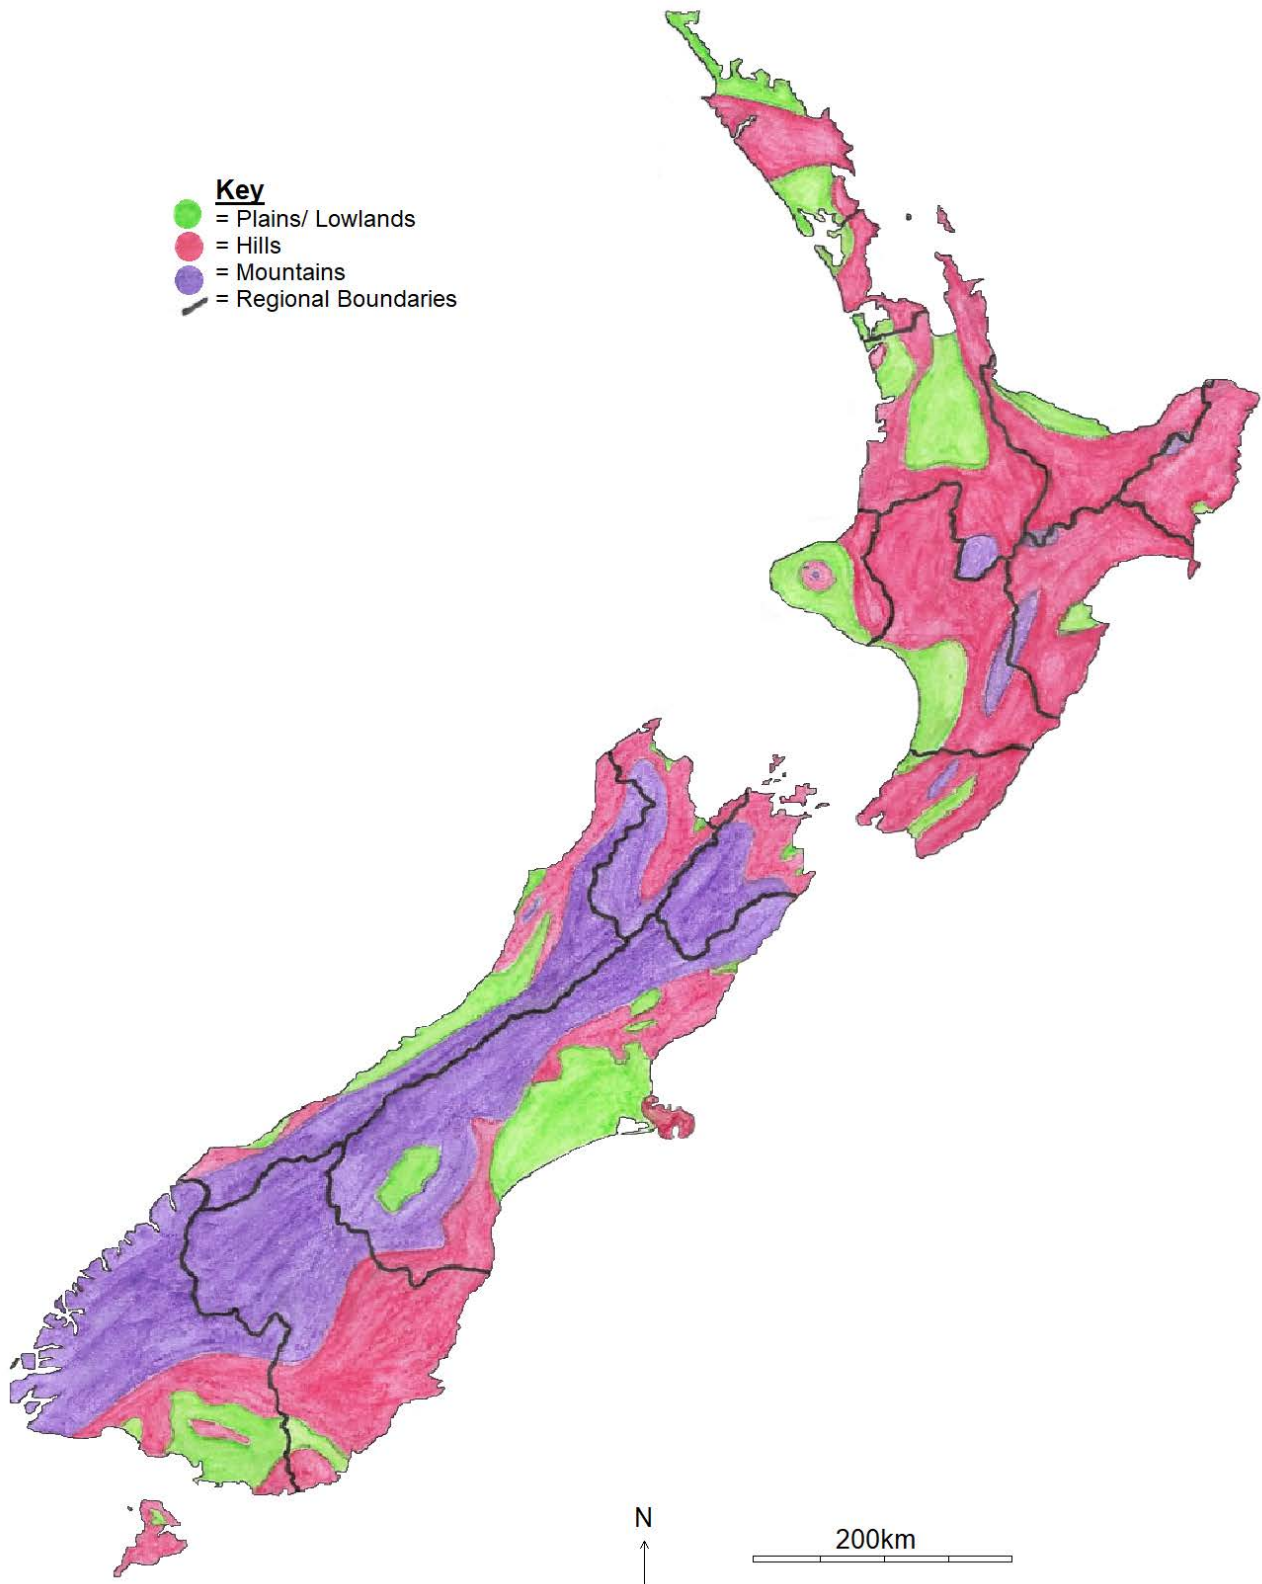 Key
= Plains/ Lowlands
= Hills
= Mountains
= Regional Boundaries
N
200km